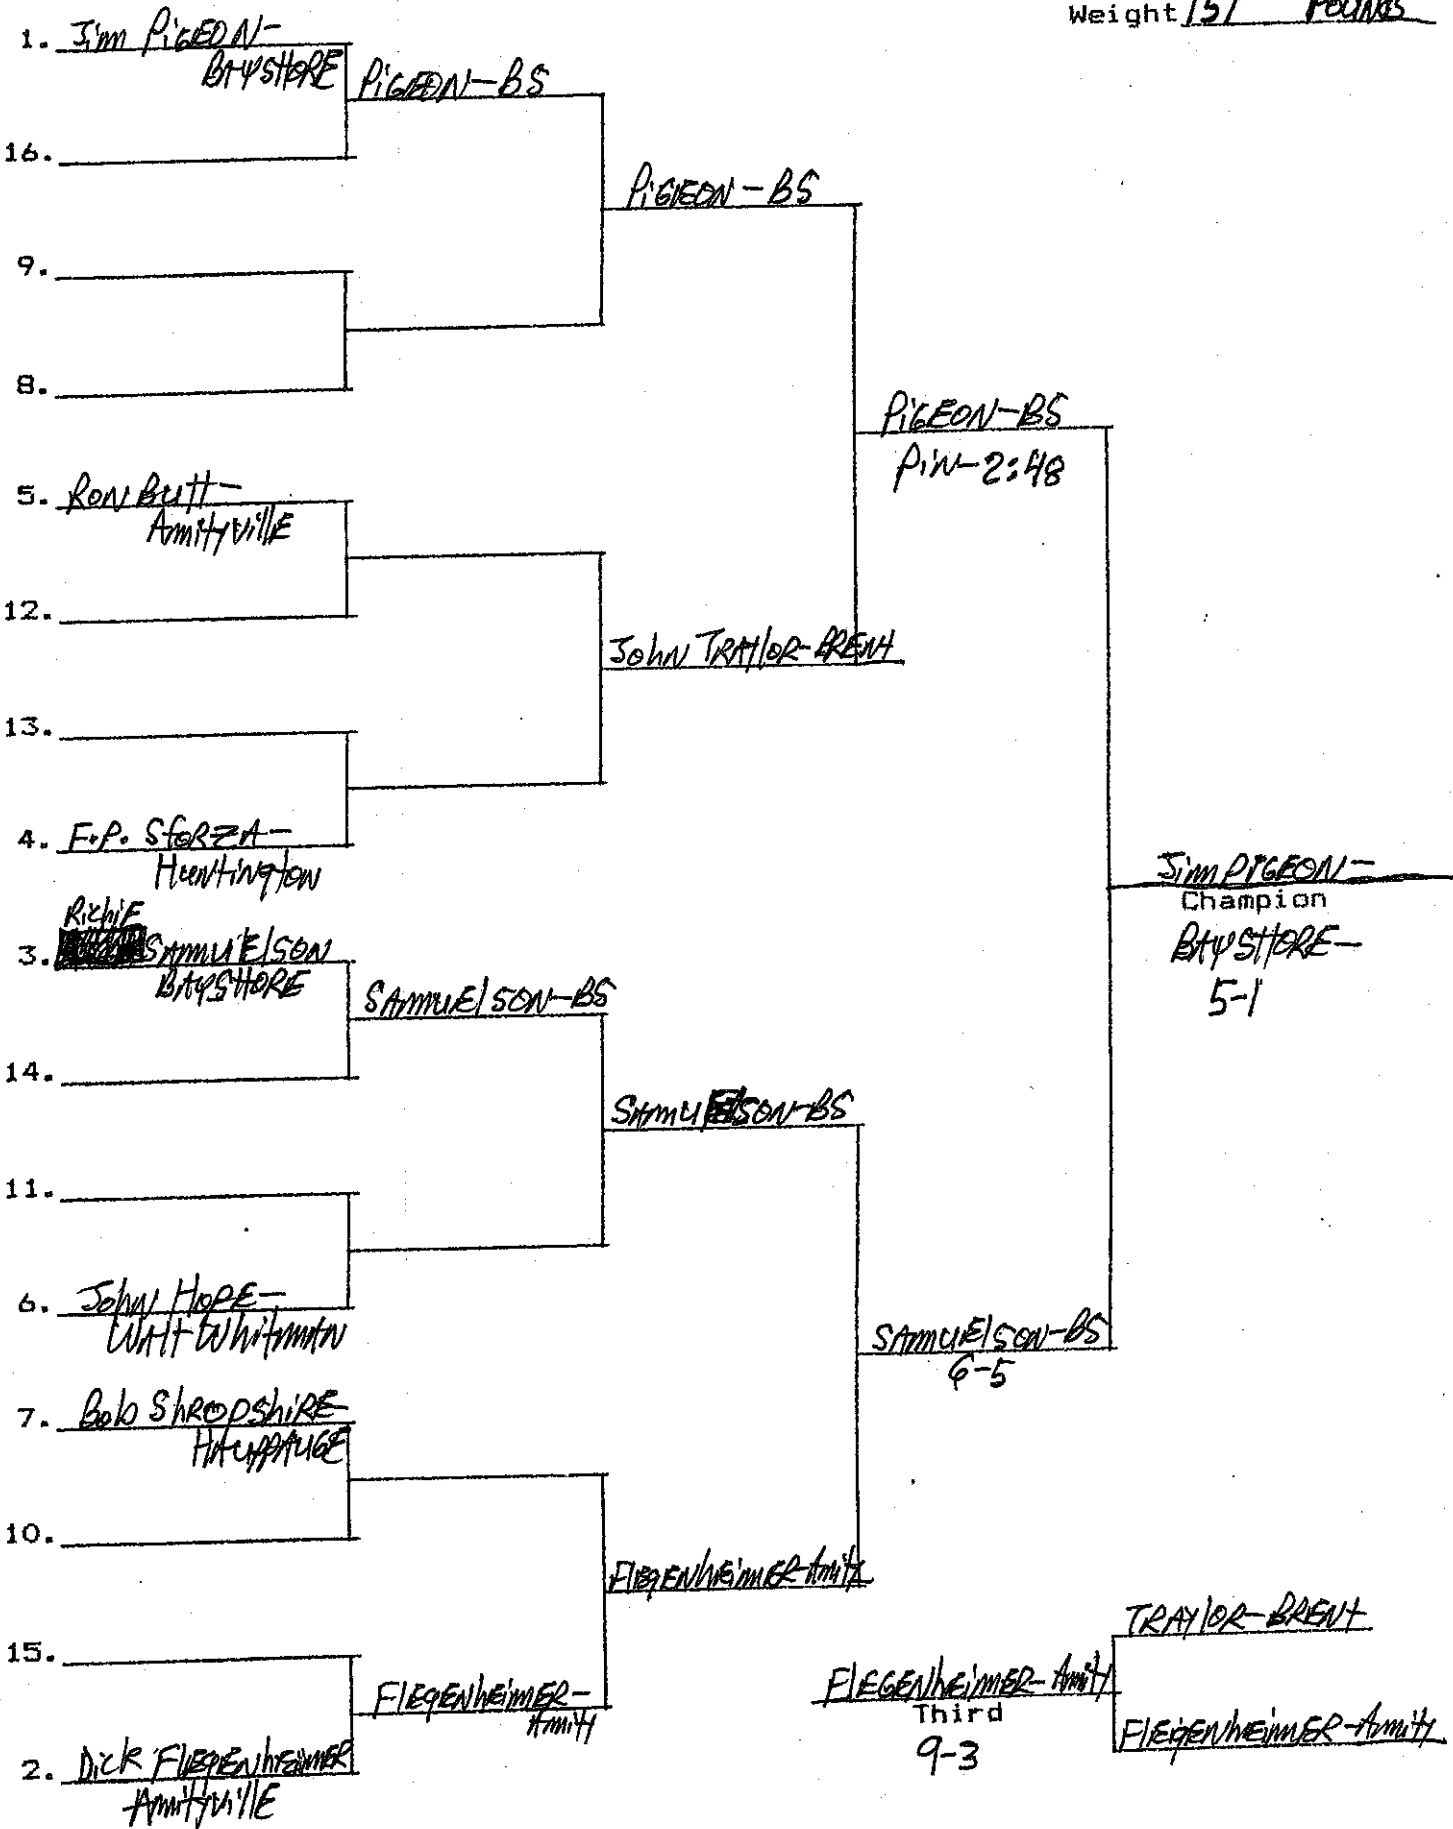 Weight 157 POUNDS
1. Jim PIGEON-
BAYSHORE
PIGEON-BS
16.
PIGEON-BS
9.
8.
PIGEON-BS
PIN-2:48
5. RON BUTT-
Amityville
12.
John TRAYlOR-BRENT
13.
4. F.P. SfORZA-
Huntington
Jim PIGEON-
Champion
BAYSHORE-
5-1
Richie
3. SAMUElSON
BAYSHORE
SAMUElSON-BS
14.
SAMUElSON-BS
11.
6. John HOPE-
WAlt Whitman
SAMUElSON-BS
6-5
7. Bob ShROPShiRE-
HAUPPAUGE
10.
FlEGENheimER-Amity
15.
FlEGENheimER-
Amity
2. Dick FlEGENheimER
Amityville
TRAYlOR-BRENT
FlEGENheimER-Amity
Third
9-3
FlEIGENheimER-Amity